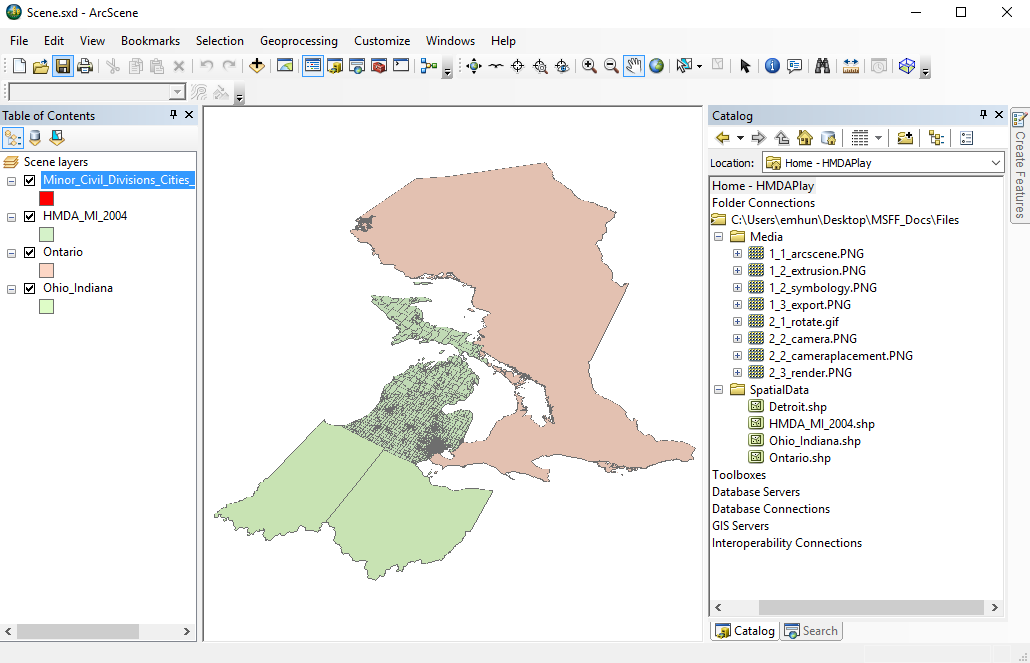 Scene.sxd - ArcScene
File Edit View Bookmarks Selection Geoprocessing Customize Windows Help
Table of Contents
Scene layers
Minor_Civil_Divisions_Cities_
HMDA_MI_2004
Ontario
Ohio_Indiana
Catalog
Location: Home - HMDAPlay
Home - HMDAPlay
Folder Connections
C:\Users\emhun\Desktop\MSFF_Docs\Files
Media
1_1_arcscene.PNG
1_2_extrusion.PNG
1_2_symbology.PNG
1_3_export.PNG
2_1_rotate.gif
2_2_camera.PNG
2_2_cameraplacement.PNG
2_3_render.PNG
SpatialData
Detroit.shp
HMDA_MI_2004.shp
Ohio_Indiana.shp
Ontario.shp
Toolboxes
Database Servers
Database Connections
GIS Servers
Interoperability Connections
Catalog Search
Create Features